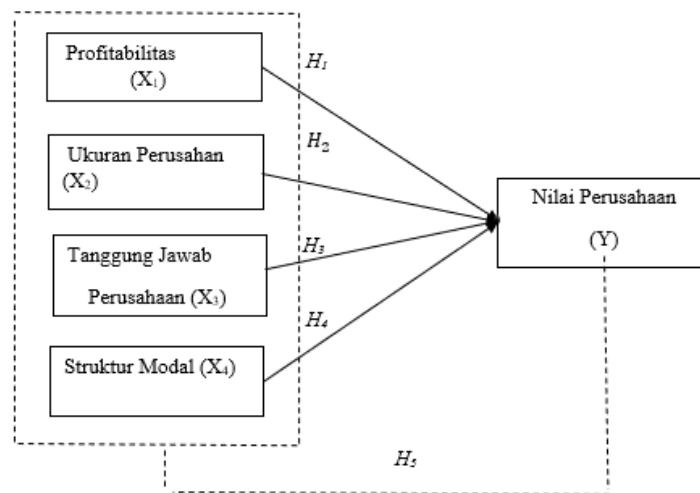 Profitabilitas
(X₁)
H₁
Ukuran Perusahan
(X₂)
H₂
Tanggung Jawab
Perusahaan (X₃)
H₃
Struktur Modal (X₄)
H₄
Nilai Perusahaan
(Y)
H₅